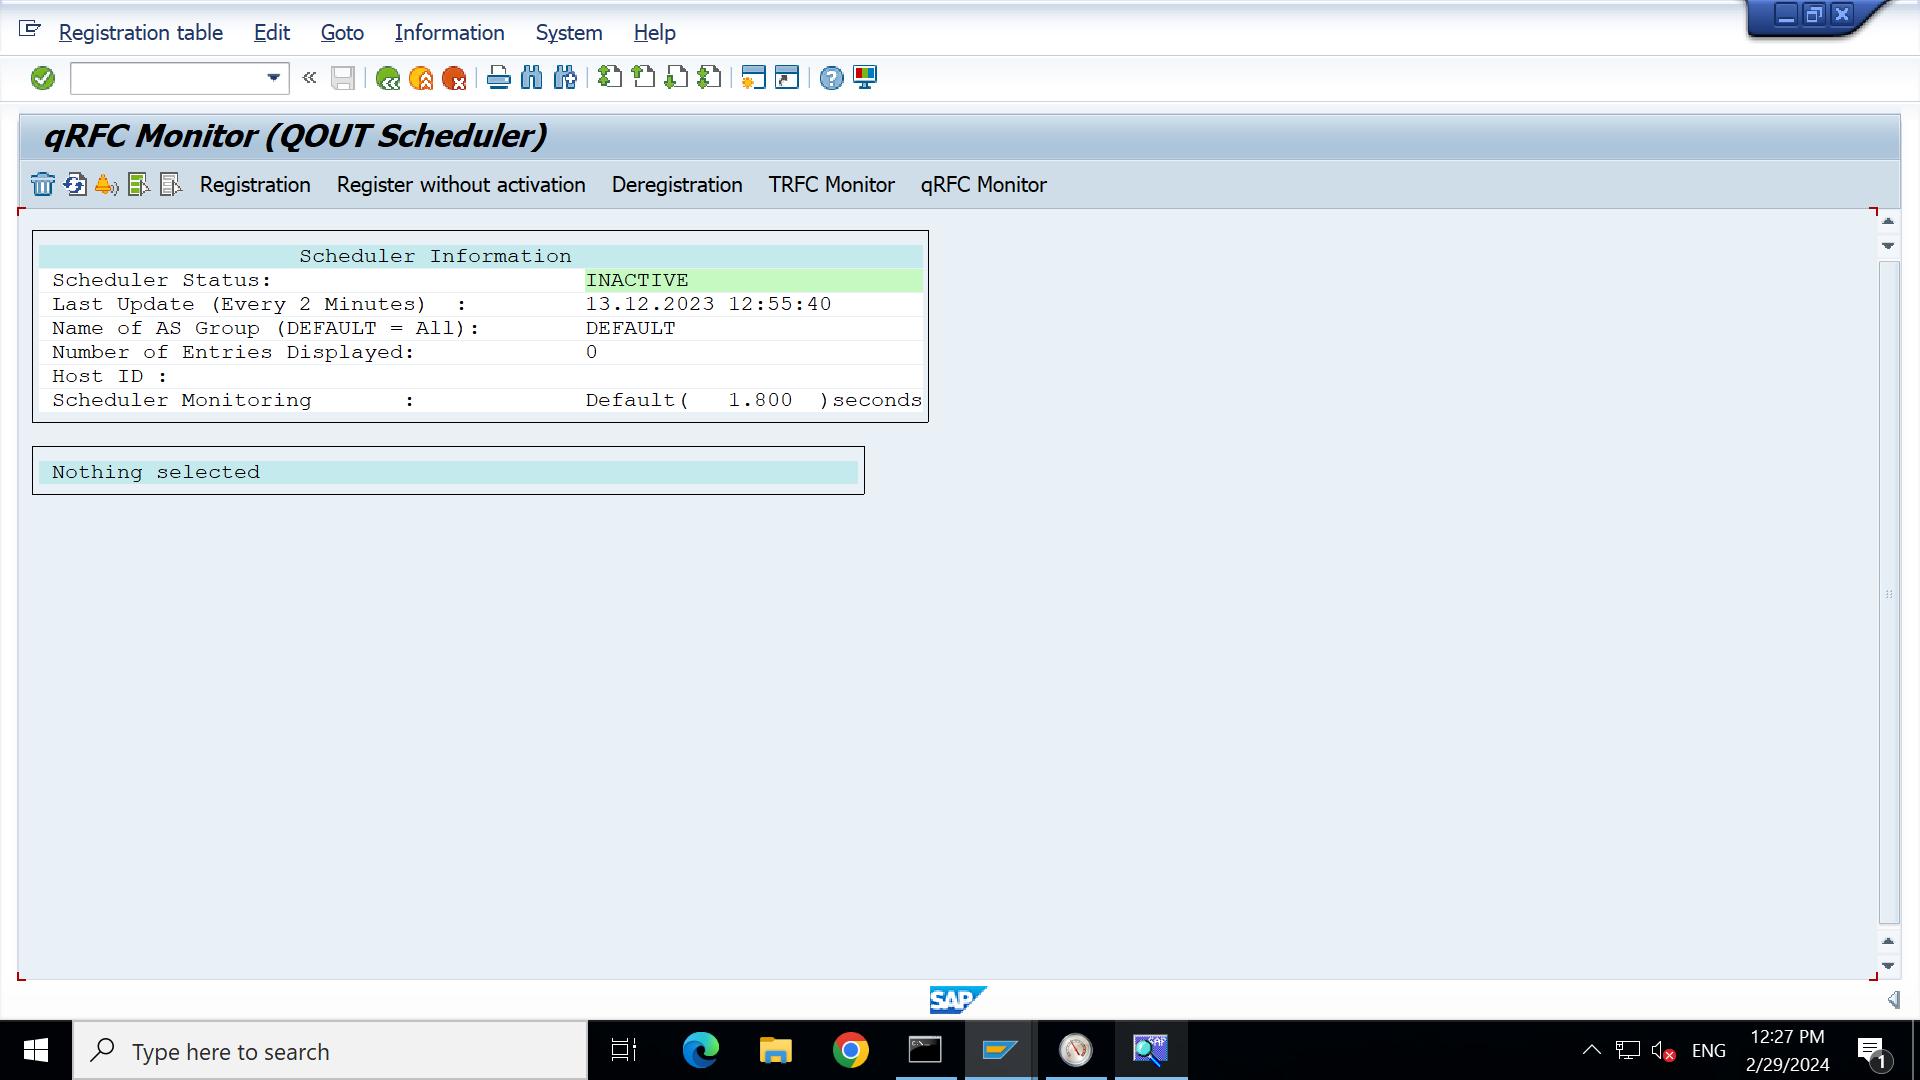 Registration table Edit Goto Information System Help
qRFC Monitor (QOUT Scheduler)
Registration Register without activation Deregistration TRFC Monitor qRFC Monitor
Scheduler Information
Scheduler Status: INACTIVE
Last Update (Every 2 Minutes) : 13.12.2023 12:55:40
Name of AS Group (DEFAULT = All): DEFAULT
Number of Entries Displayed: 0
Host ID :
Scheduler Monitoring : Default( 1.800 )seconds
Nothing selected
SAP
Type here to search
ENG
12:27 PM
2/29/2024
1